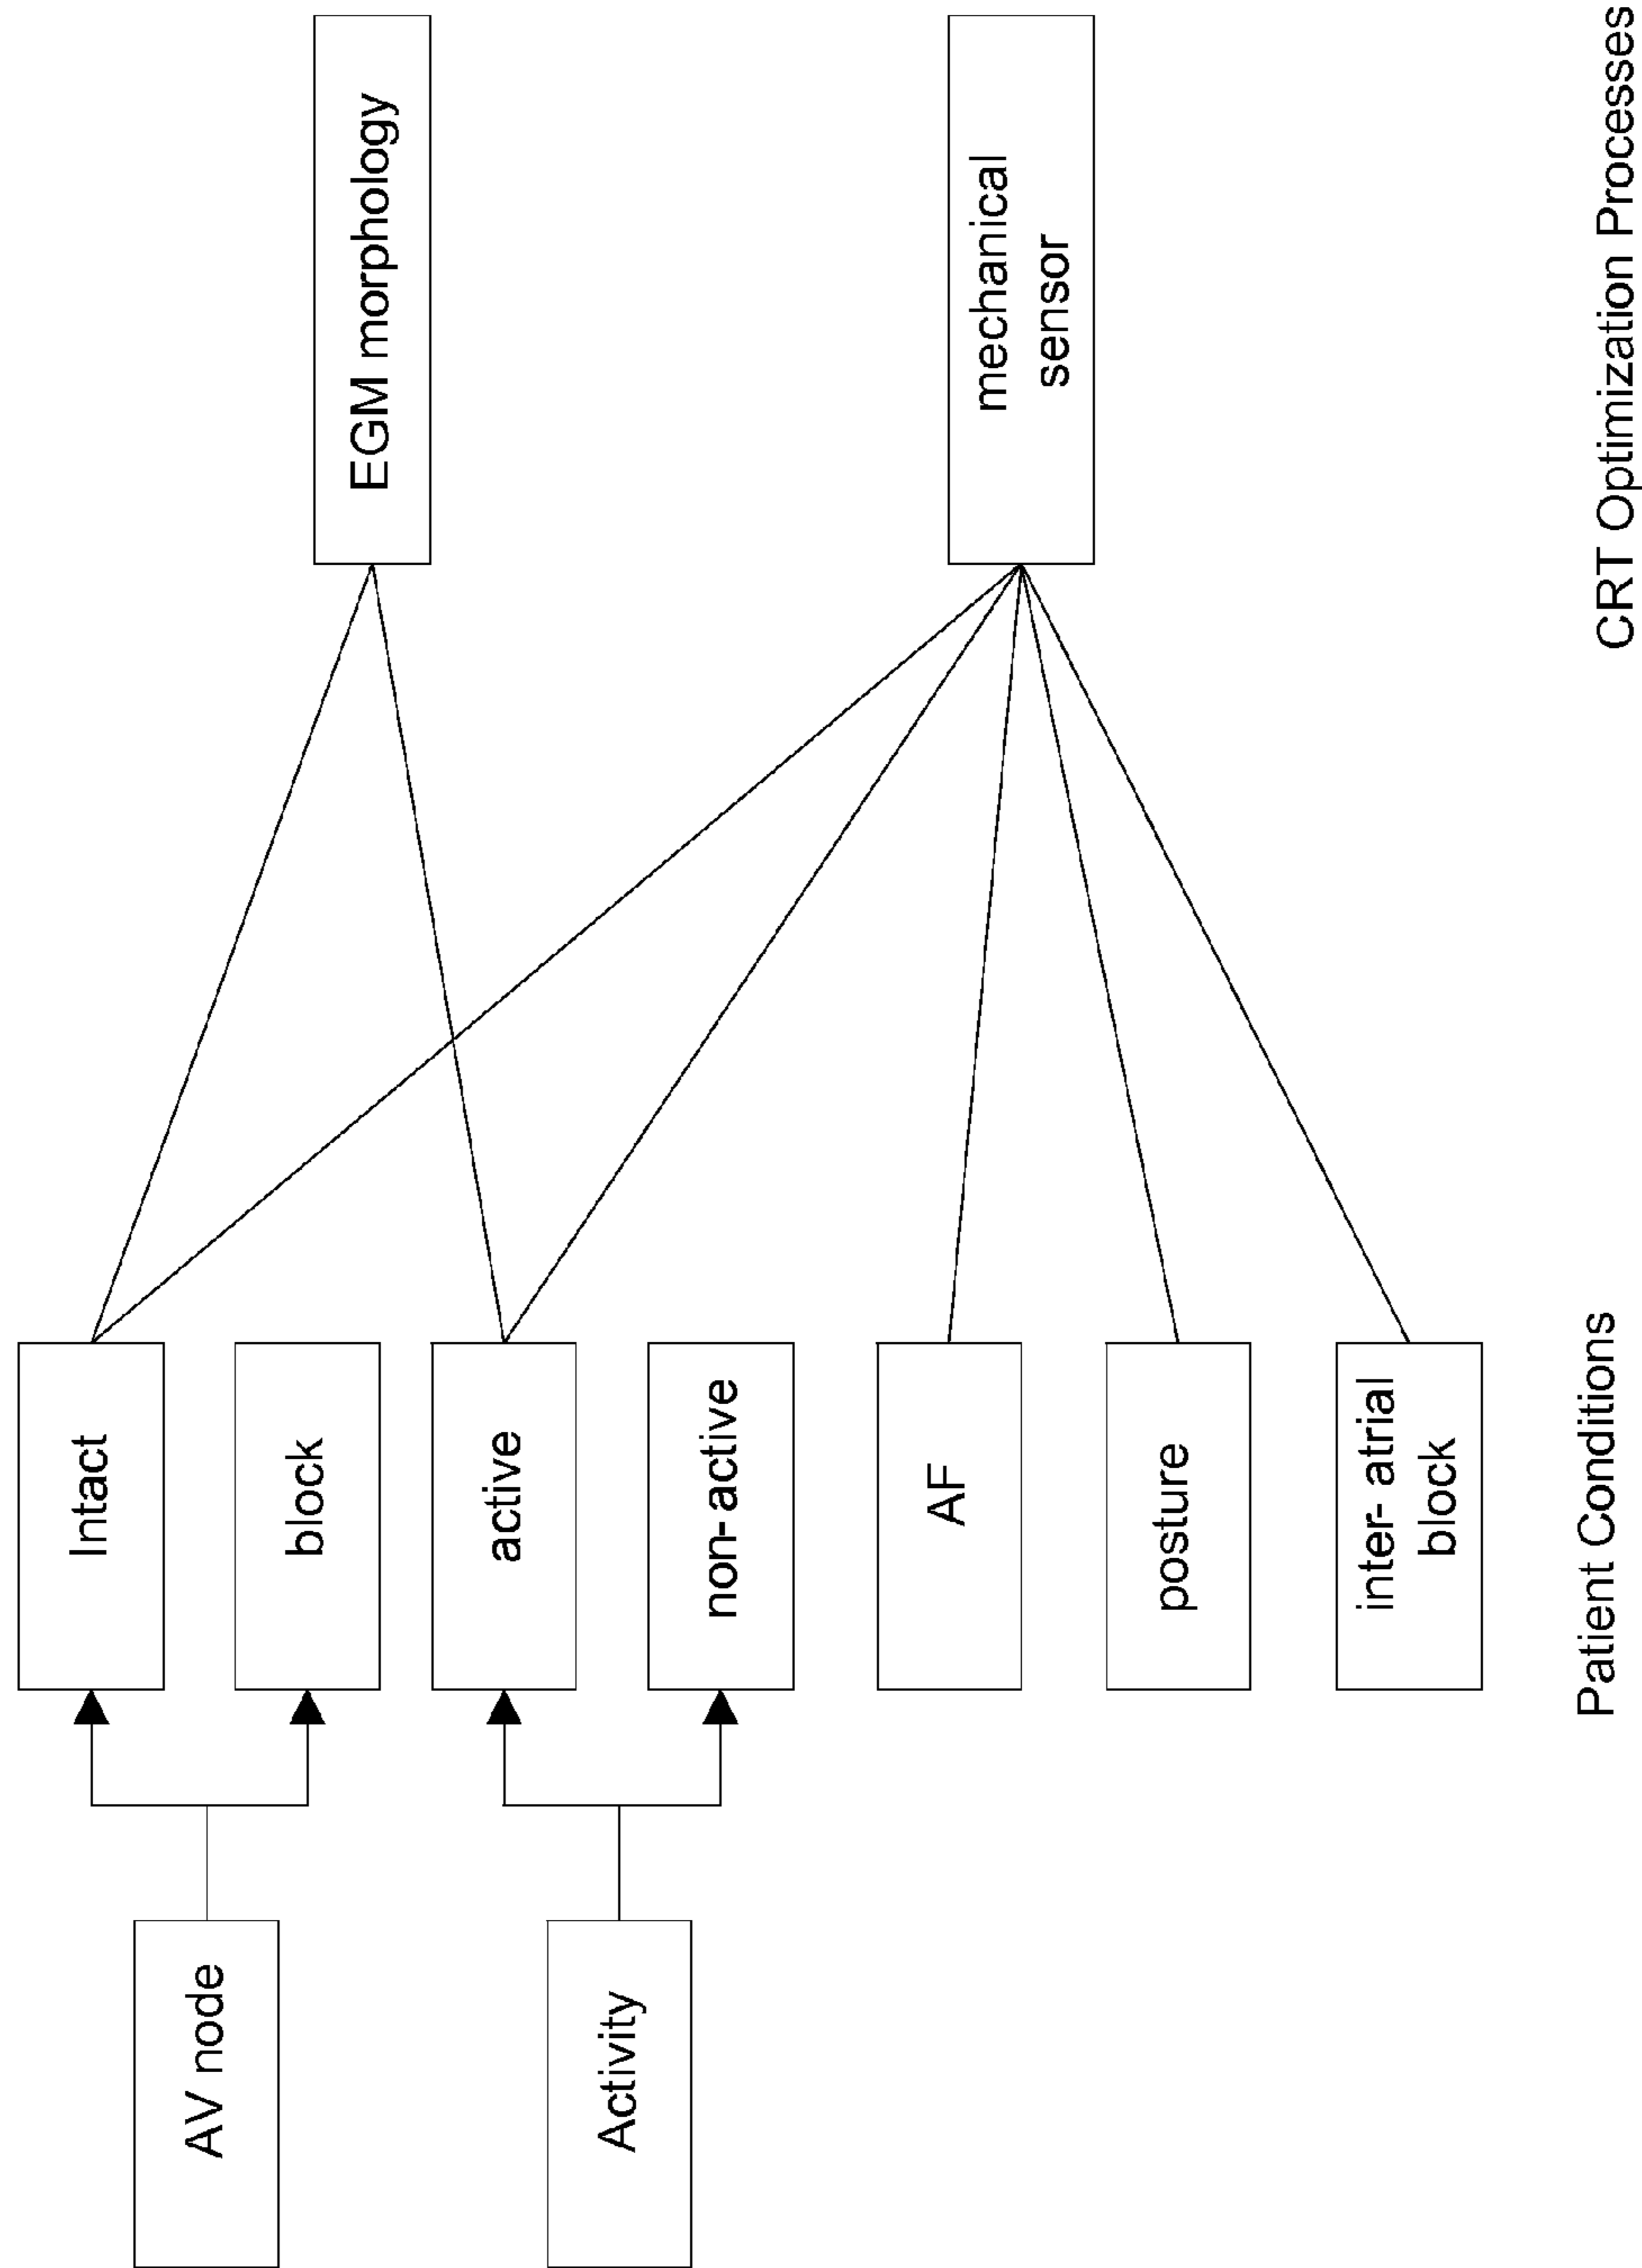 AV node
Activity
Intact
block
active
non-active
AF
posture
inter- atrial
block
Patient Conditions
EGM morphology
mechanical
sensor
CRT Optimization Processes